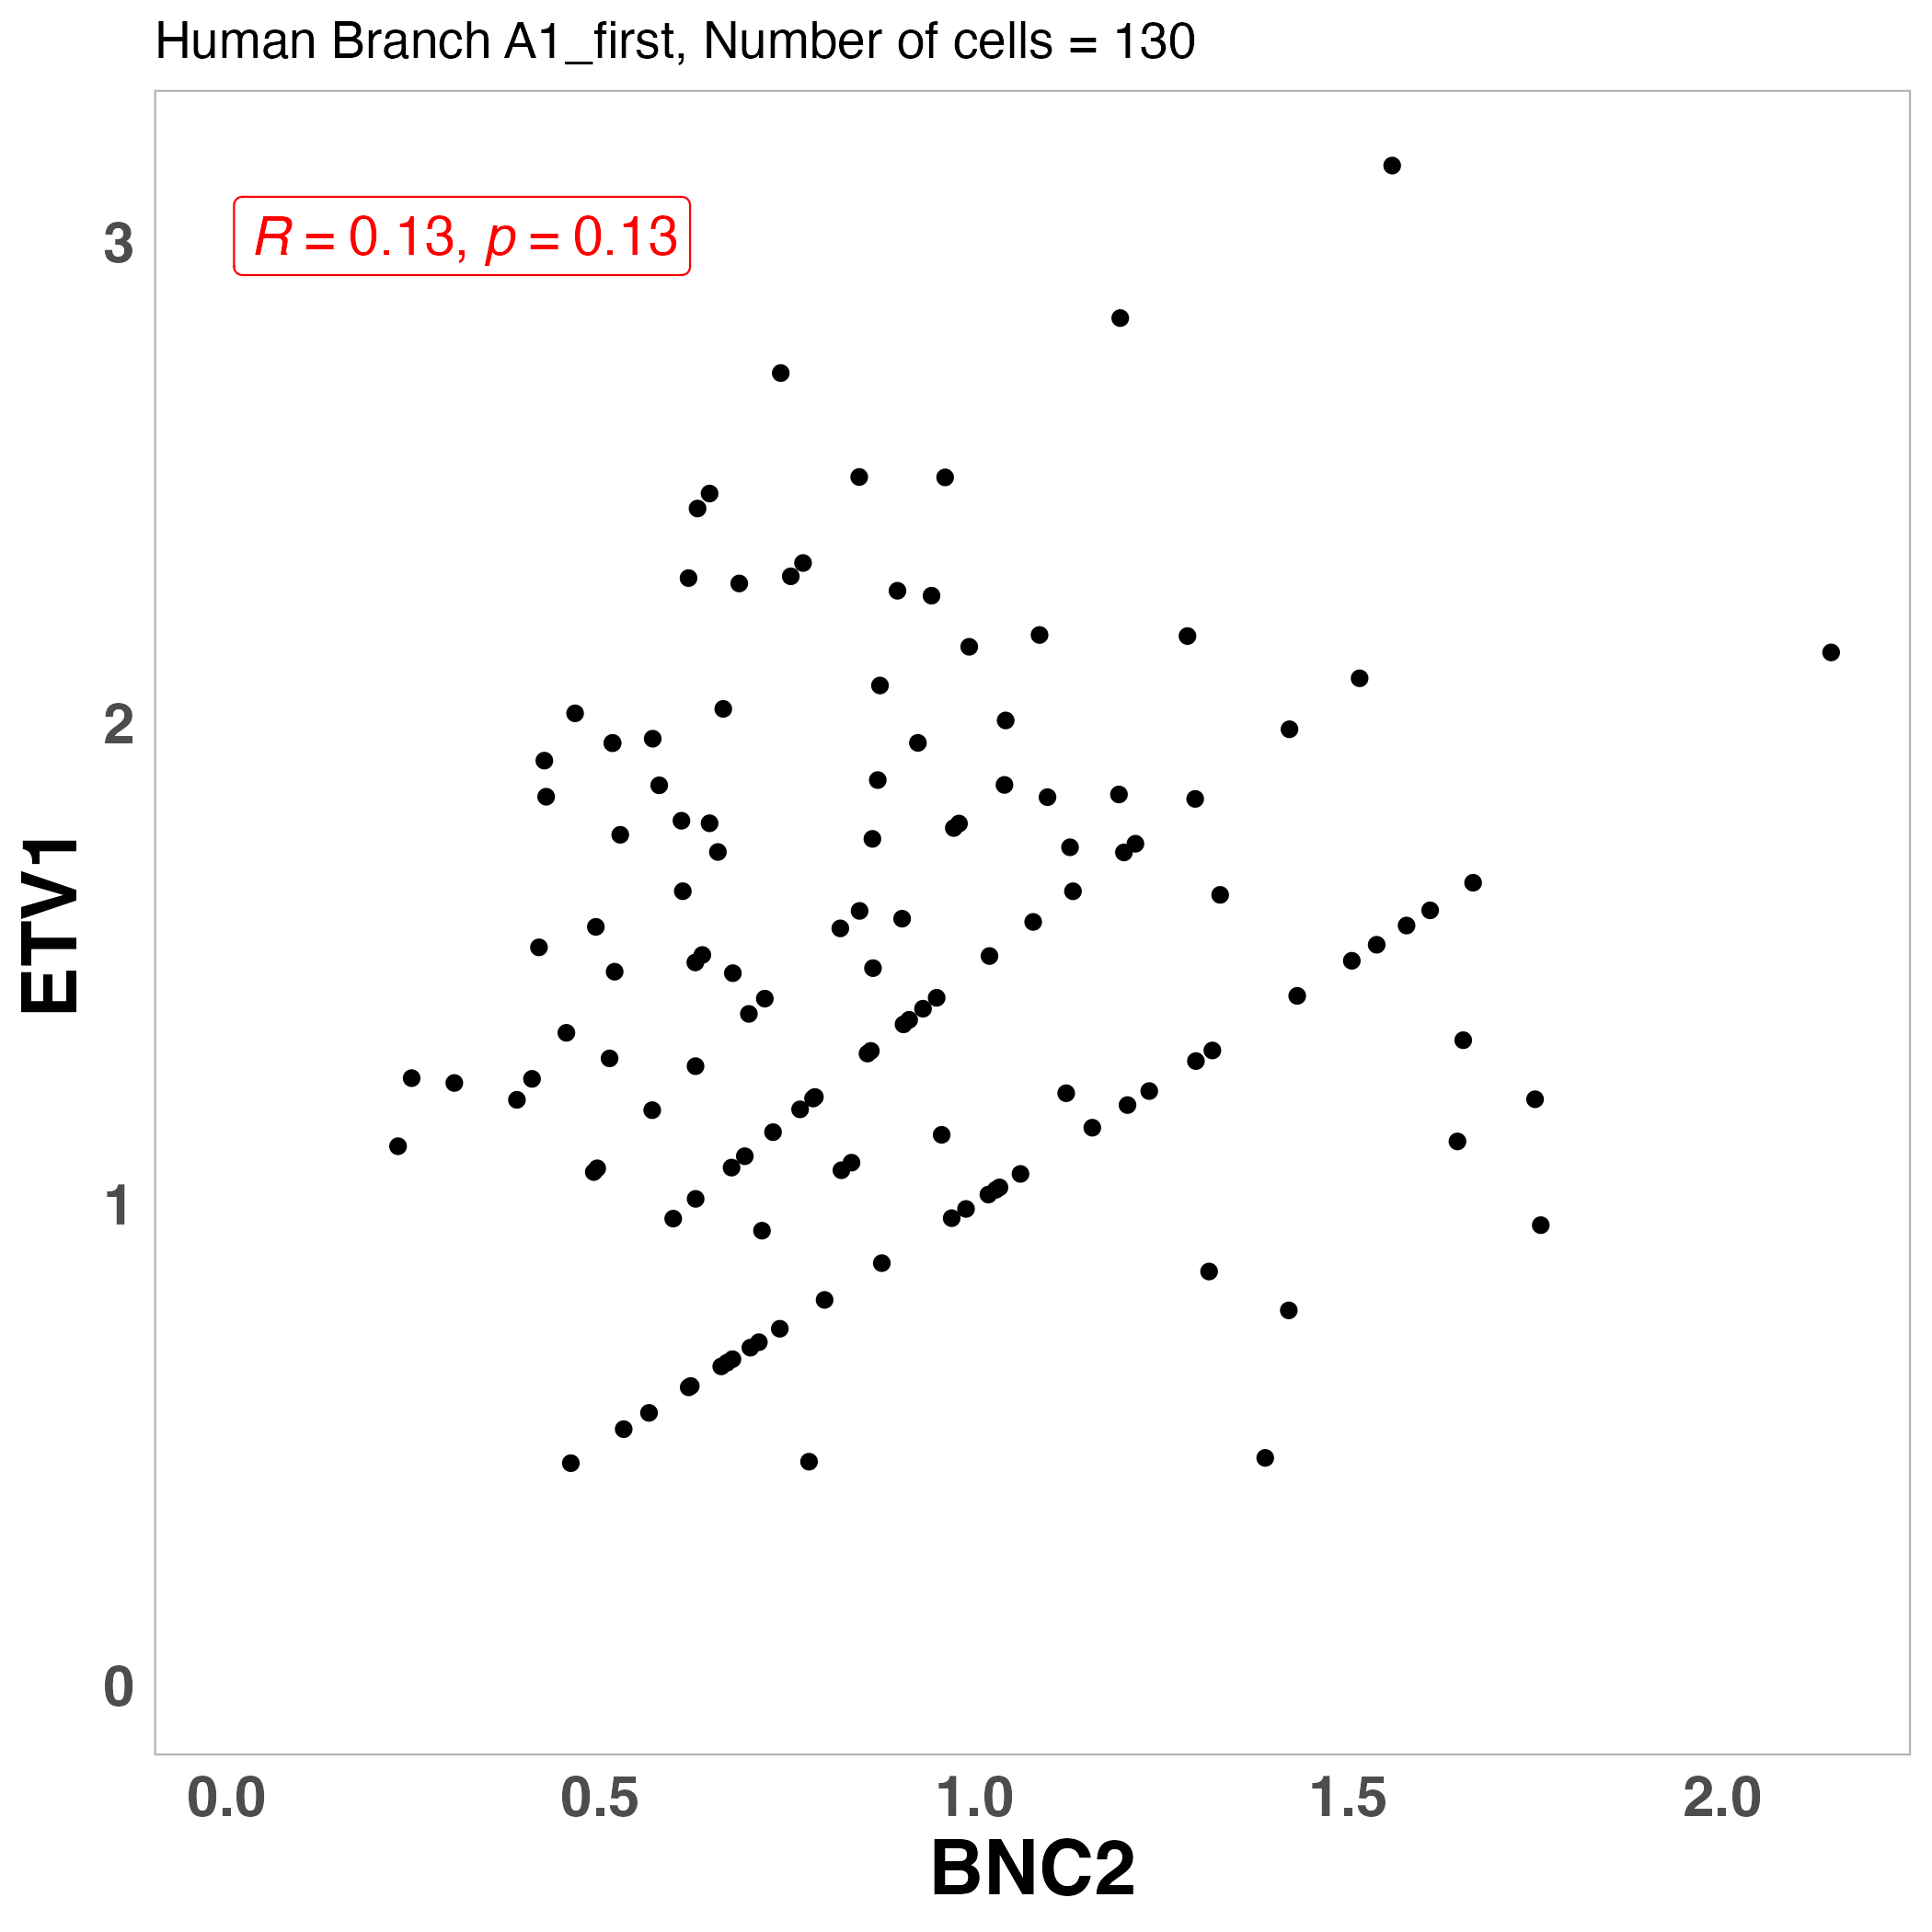 Human Branch A1_first, Number of cells = 130
R = 0.13, p = 0.13
3
2
1
0
ETV1
0.0 0.5 1.0 1.5 2.0
BNC2